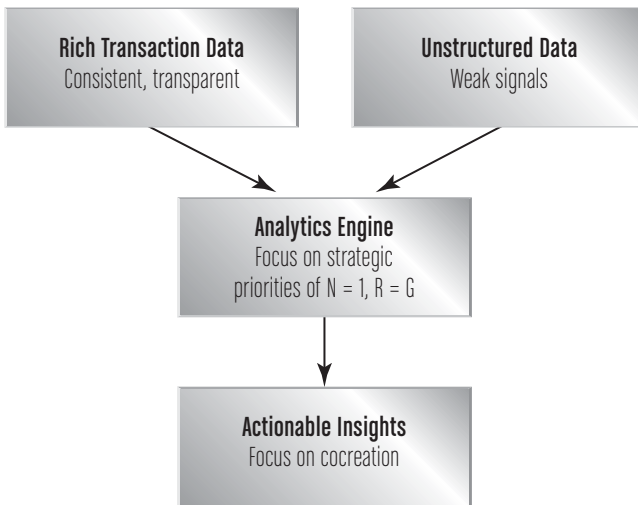 Rich Transaction Data
Consistent, transparent
Unstructured Data
Weak signals
Analytics Engine
Focus on strategic
priorities of N = 1, R = G
Actionable Insights
Focus on cocreation